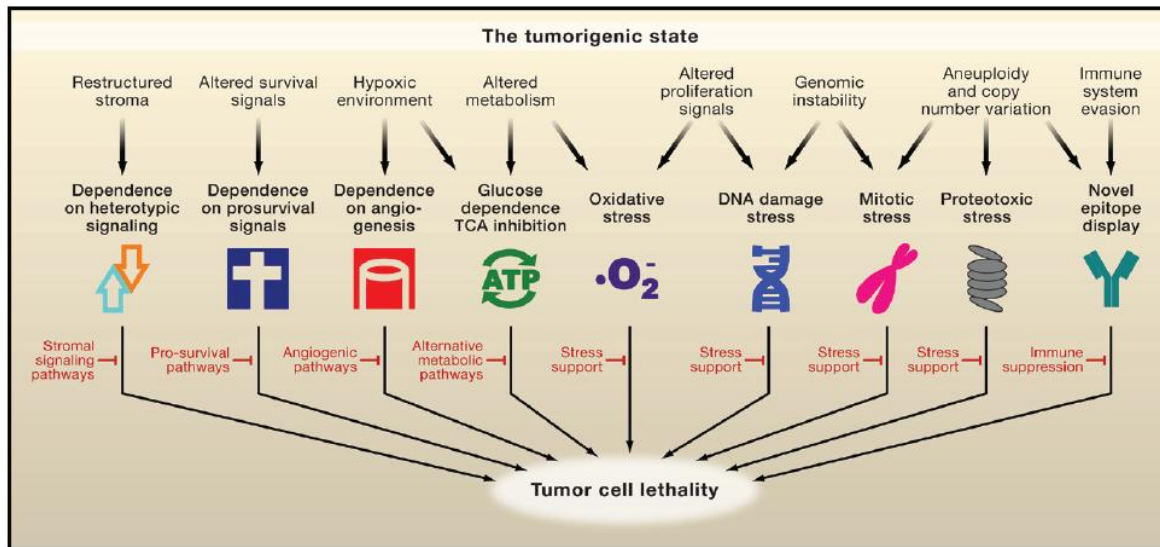 The tumorigenic state
Restructured
stroma
Altered survival
signals
Hypoxic
environment
Altered
metabolism
Altered
proliferation
signals
Genomic
instability
Aneuploidy
and copy
number variation
Immune
system
evasion
Dependence
on heterotypic
signaling
Dependence
on prosurvival
signals
Dependence
on angio-
genesis
Glucose
dependence
TCA inhibition
Oxidative
stress
DNA damage
stress
Mitotic
stress
Proteotoxic
stress
Novel
epitope
display
ATP
•O₂⁻
Stromal
signaling
pathways
Pro-survival
pathways
Angiogenic
pathways
Alternative
metabolic
pathways
Stress
support
Stress
support
Stress
support
Stress
support
Immune
suppression
Tumor cell lethality